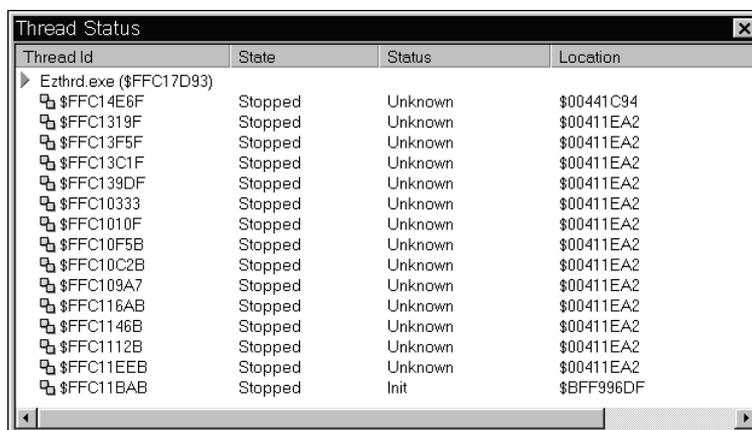 Thread Status
Thread Id State Status Location
Ezthrd.exe ($FFC17D93)
$FFC14E6F Stopped Unknown $00441C94
$FFC1319F Stopped Unknown $00411EA2
$FFC13F5F Stopped Unknown $00411EA2
$FFC13C1F Stopped Unknown $00411EA2
$FFC139DF Stopped Unknown $00411EA2
$FFC10333 Stopped Unknown $00411EA2
$FFC1010F Stopped Unknown $00411EA2
$FFC10F5B Stopped Unknown $00411EA2
$FFC10C2B Stopped Unknown $00411EA2
$FFC109A7 Stopped Unknown $00411EA2
$FFC116AB Stopped Unknown $00411EA2
$FFC1146B Stopped Unknown $00411EA2
$FFC1112B Stopped Unknown $00411EA2
$FFC11EEB Stopped Unknown $00411EA2
$FFC11BAB Stopped Init $BFF996DF